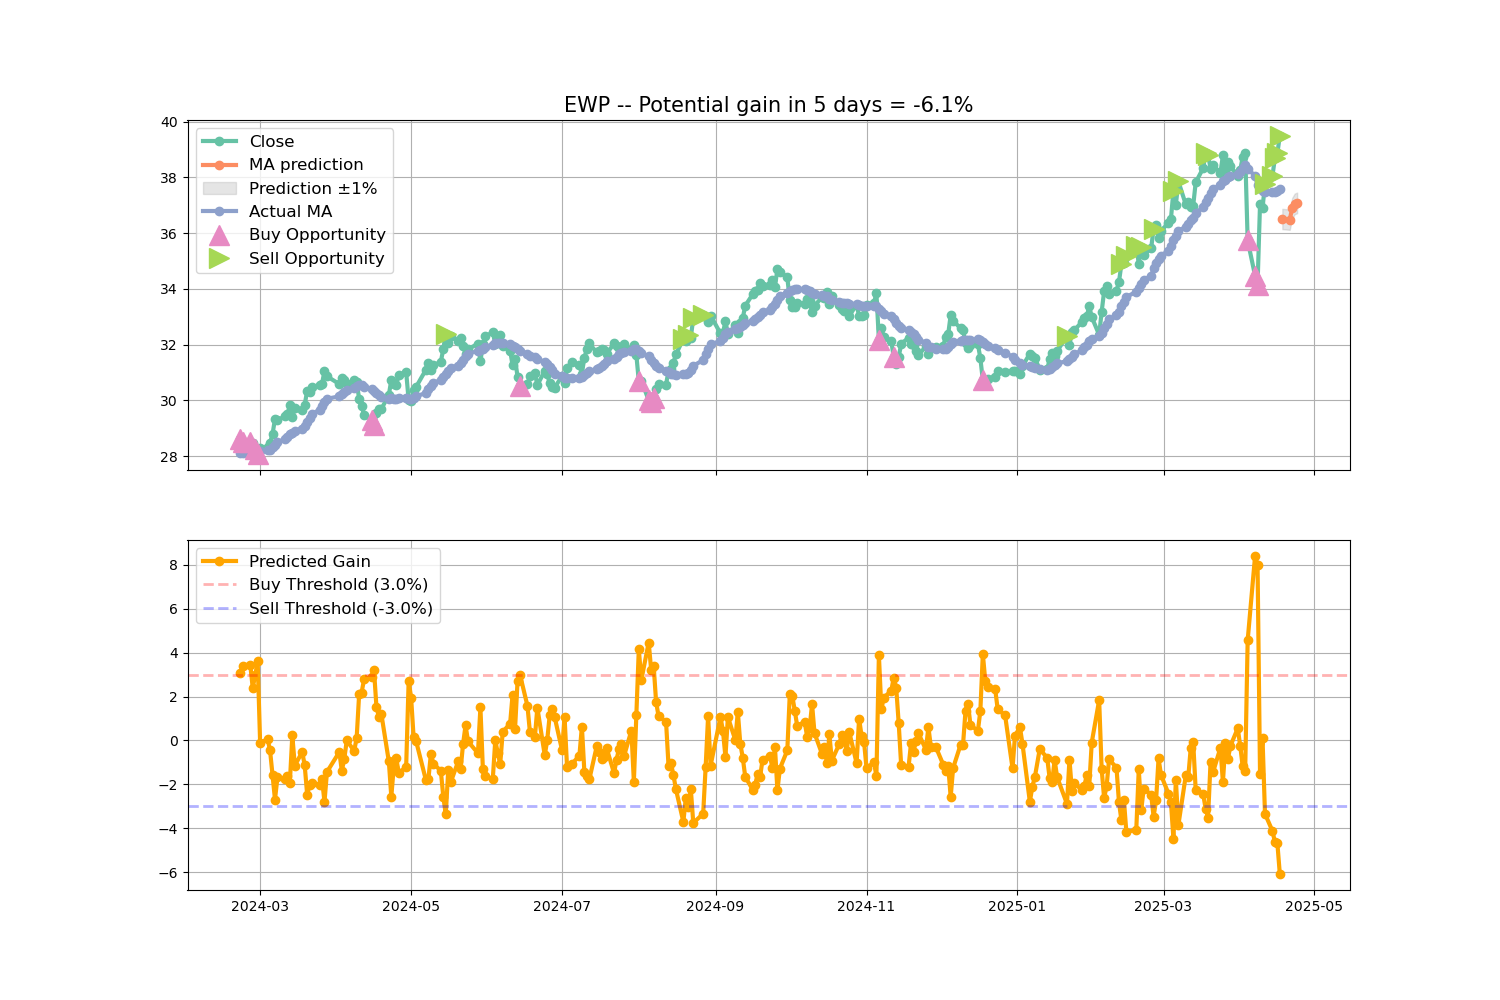 EWP -- Potential gain in 5 days = -6.1%
40
38
36
34
32
30
28
Close
MA prediction
Prediction ±1%
Actual MA
Buy Opportunity
Sell Opportunity
8
6
4
2
0
−2
−4
−6
Predicted Gain
Buy Threshold (3.0%)
Sell Threshold (-3.0%)
2024-03
2024-05
2024-07
2024-09
2024-11
2025-01
2025-03
2025-05